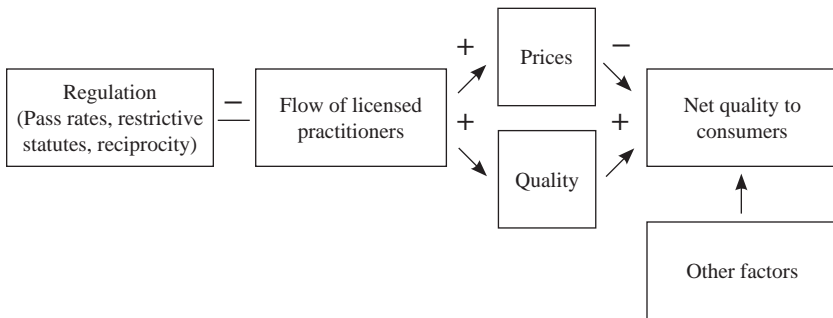 Regulation
(Pass rates, restrictive
statutes, reciprocity)
−
Flow of licensed
practitioners
+
+
Prices
Quality
−
+
Net quality to
consumers
Other factors